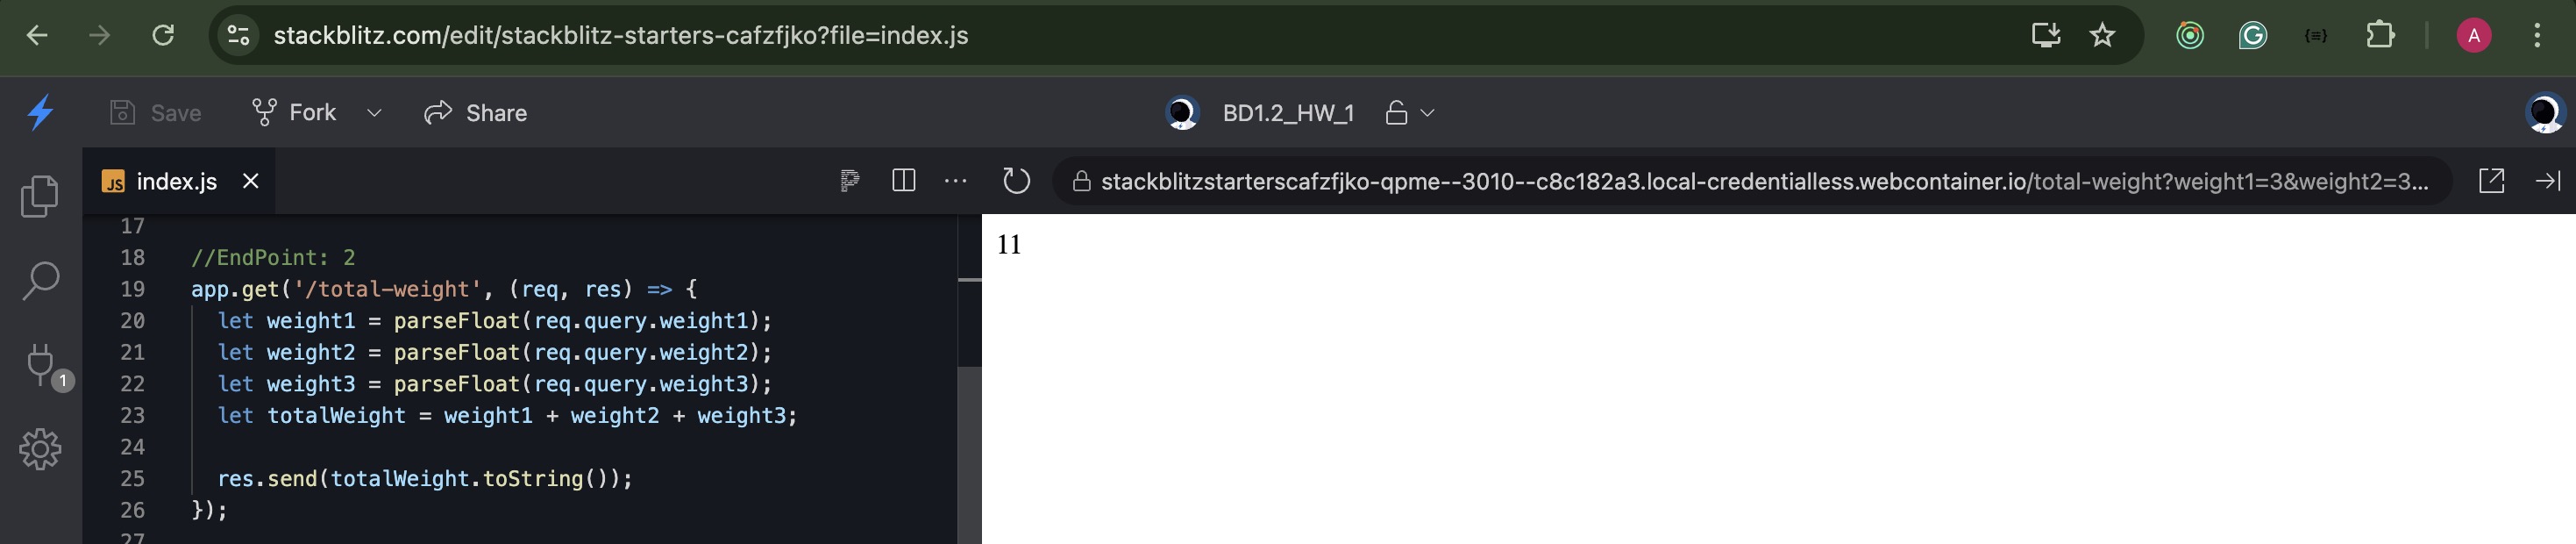 stackblitz.com/edit/stackblitz-starters-cafzfjko?file=index.js
A
Save
Fork
Share
BD1.2_HW_1
JS index.js
stackblitzstarterscafzfjko-qpme--3010--c8c182a3.local-credentialless.webcontainer.io/total-weight?weight1=3&weight2=3...
1
17
18 //EndPoint: 2
19 app.get('/total-weight', (req, res) => {
20 let weight1 = parseFloat(req.query.weight1);
21 let weight2 = parseFloat(req.query.weight2);
22 let weight3 = parseFloat(req.query.weight3);
23 let totalWeight = weight1 + weight2 + weight3;
24
25 res.send(totalWeight.toString());
26 });
27
11